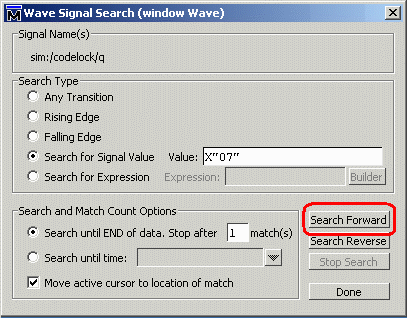 Wave Signal Search (window Wave)
Signal Name(s)
sim:/codelock/q
Search Type
Any Transition
Rising Edge
Falling Edge
Search for Signal Value Value: X"07"
Search for Expression Expression: Builder
Search and Match Count Options
Search until END of data. Stop after 1 match(s)
Search until time:
Move active cursor to location of match
Search Forward
Search Reverse
Stop Search
Done